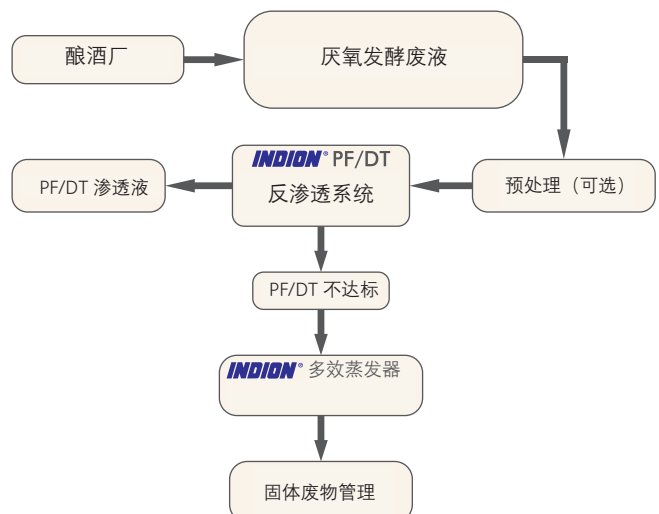 酿酒厂
厌氧发酵废液
预处理（可选）
INDION® PF/DT
反渗透系统
PF/DT 渗透液
PF/DT 不达标
INDION® 多效蒸发器
固体废物管理